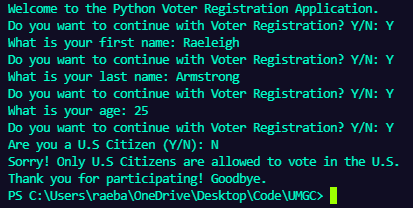 Welcome to the Python Voter Registration Application.
Do you want to continue with Voter Registration? Y/N: Y
What is your first name: Raeleigh
Do you want to continue with Voter Registration? Y/N: Y
What is your last name: Armstrong
Do you want to continue with Voter Registration? Y/N: Y
What is your age: 25
Do you want to continue with Voter Registration? Y/N: Y
Are you a U.S Citizen (Y/N): N
Sorry! Only U.S Citizens are allowed to vote in the U.S.
Thank you for participating! Goodbye.
PS C:\Users\raeba\OneDrive\Desktop\Code\UMGC>